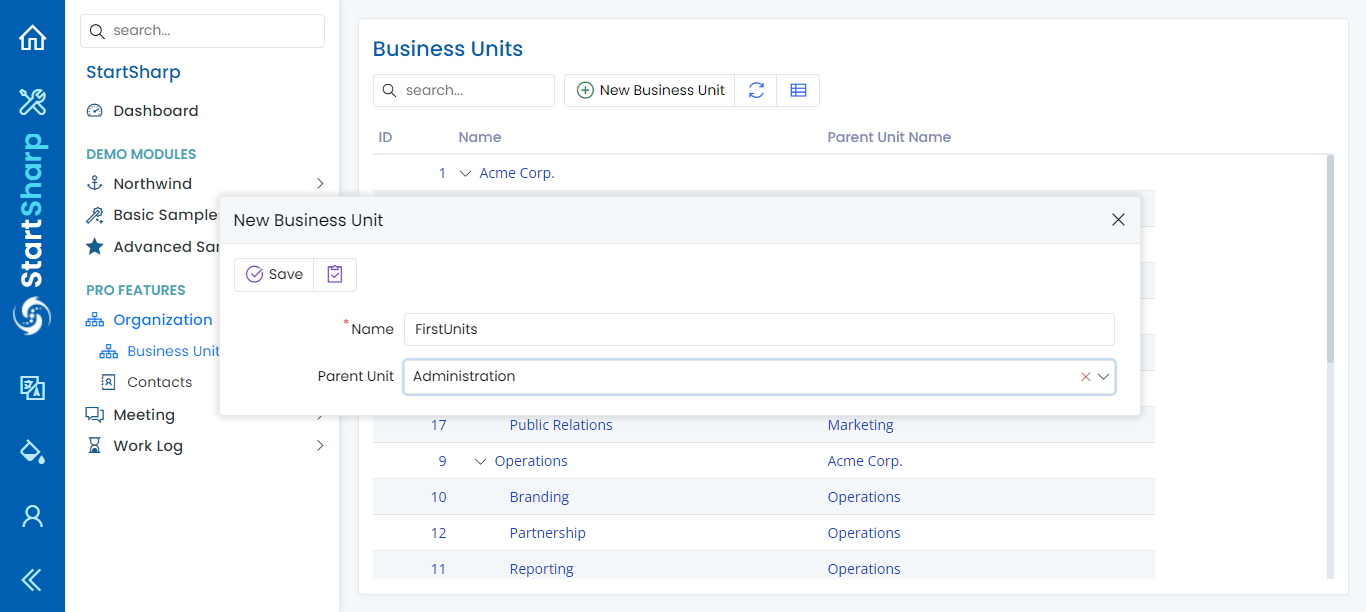 StartSharp
search...
StartSharp
Dashboard
DEMO MODULES
Northwind
Basic Sample
Advanced Sar
PRO FEATURES
Organization
Business Unit
Contacts
Meeting
Work Log
Business Units
search...
New Business Unit
ID Name Parent Unit Name
1 Acme Corp.
New Business Unit
Save
* Name FirstUnits
Parent Unit Administration
17 Public Relations Marketing
9 Operations Acme Corp.
10 Branding Operations
12 Partnership Operations
11 Reporting Operations